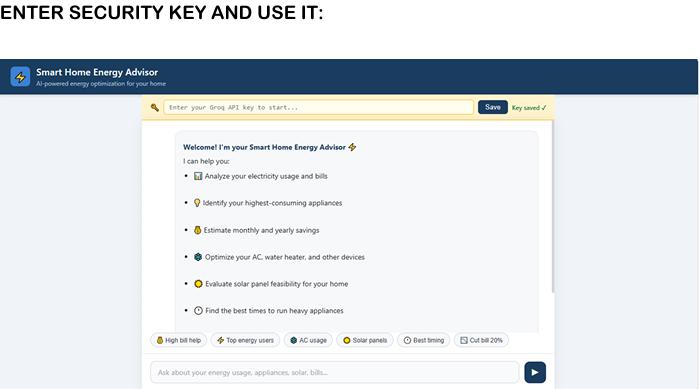 ENTER SECURITY KEY AND USE IT:
Smart Home Energy Advisor
AI-powered energy optimization for your home
Enter your Groq API key to start...
Save
Key saved ✓
Welcome! I'm your Smart Home Energy Advisor ⚡
I can help you:
• 📊 Analyze your electricity usage and bills
• 💡 Identify your highest-consuming appliances
• 💰 Estimate monthly and yearly savings
• ❄️ Optimize your AC, water heater, and other devices
• ☀️ Evaluate solar panel feasibility for your home
• 🕐 Find the best times to run heavy appliances
💰 High bill help
⚡ Top energy users
❄️ AC usage
☀️ Solar panels
🕐 Best timing
📉 Cut bill 20%
Ask about your energy usage, appliances, solar, bills...